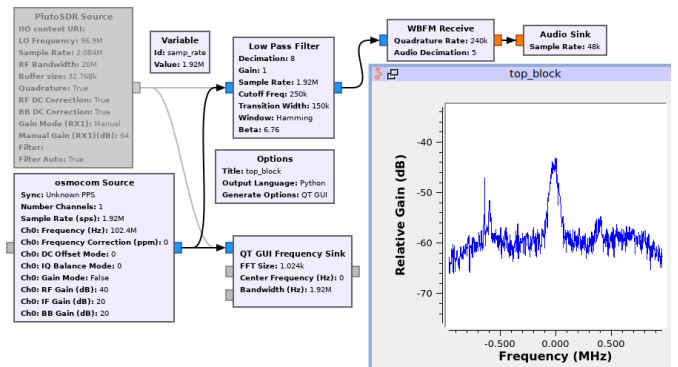 PlutoSDR Source
IIO context URI:
LO Frequency: 96.9M
Sample Rate: 2.084M
RF Bandwidth: 20M
Buffer size: 32.768k
Quadrature: True
RF DC Correction: True
BB DC Correction: True
Gain Mode (RX1): Manual
Manual Gain (RX1)(dB): 64
Filter:
Filter Auto: True
Variable
Id: samp_rate
Value: 1.92M
Low Pass Filter
Decimation: 8
Gain: 1
Sample Rate: 1.92M
Cutoff Freq: 250k
Transition Width: 150k
Window: Hamming
Beta: 6.76
WBFM Receive
Quadrature Rate: 240k
Audio Decimation: 5
Audio Sink
Sample Rate: 48k
Options
Title: top_block
Output Language: Python
Generate Options: QT GUI
osmocom Source
Sync: Unknown PPS
Number Channels: 1
Sample Rate (sps): 1.92M
Ch0: Frequency (Hz): 102.4M
Ch0: Frequency Correction (ppm): 0
Ch0: DC Offset Mode: 0
Ch0: IQ Balance Mode: 0
Ch0: Gain Mode: False
Ch0: RF Gain (dB): 40
Ch0: IF Gain (dB): 20
Ch0: BB Gain (dB): 20
QT GUI Frequency Sink
FFT Size: 1.024k
Center Frequency (Hz): 0
Bandwidth (Hz): 1.92M
top_block
Relative Gain (dB)
-40
-50
-60
-70
-0.500 0.000 0.500
Frequency (MHz)